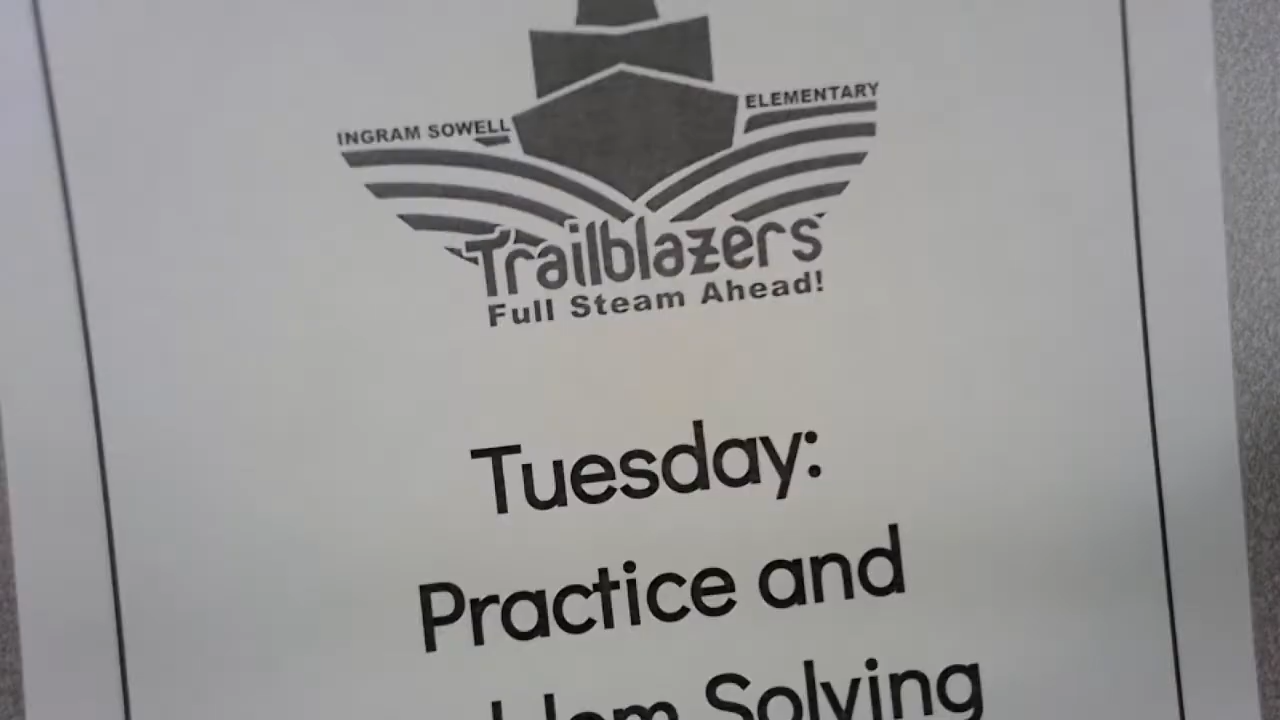 INGRAM SOWELL
ELEMENTARY
Trailblazers
Full Steam Ahead!
Tuesday:
Practice and
Solving